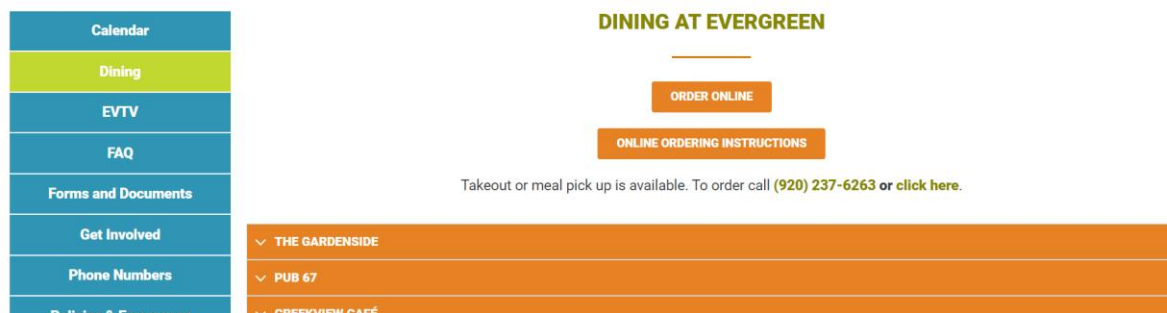 Calendar
Dining
EVTV
FAQ
Forms and Documents
Get Involved
Phone Numbers
DINING AT EVERGREEN
ORDER ONLINE
ONLINE ORDERING INSTRUCTIONS
Takeout or meal pick up is available. To order call (920) 237-6263 or click here.
THE GARDENSIDE
PUB 67
CREEKVIEW CAFÉ